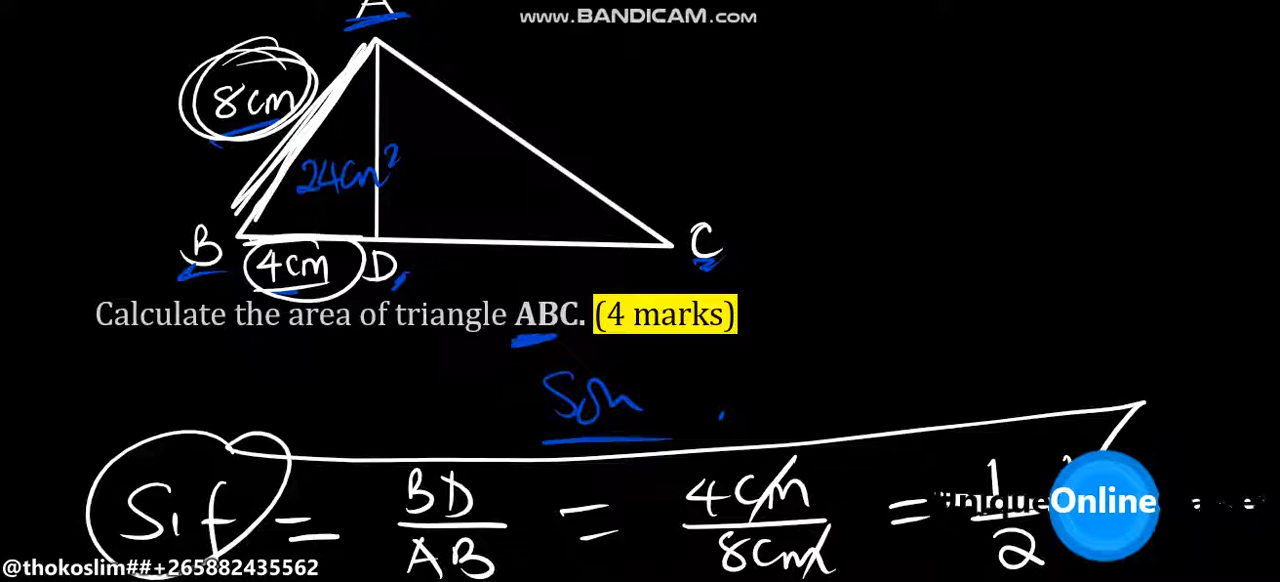 www.BANDICAM.com
A
8cm
24cm²
B 4cm D C
Calculate the area of triangle ABC. (4 marks)
Soln
S.f = BD/AB = 4cm/8cm = 1/2
Online
@thokoslim##+265882435562